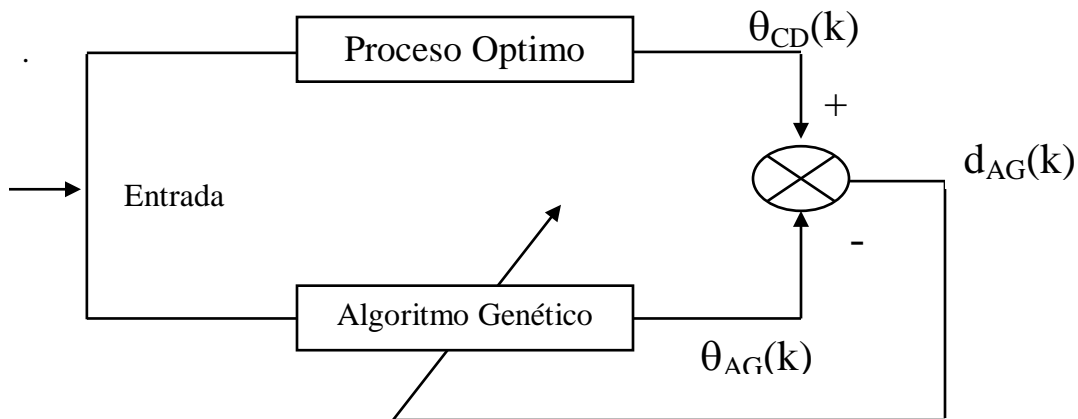 θCD(k)
Proceso Optimo
.
+
dAG(k)
Entrada
-
Algoritmo Genético
θAG(k)